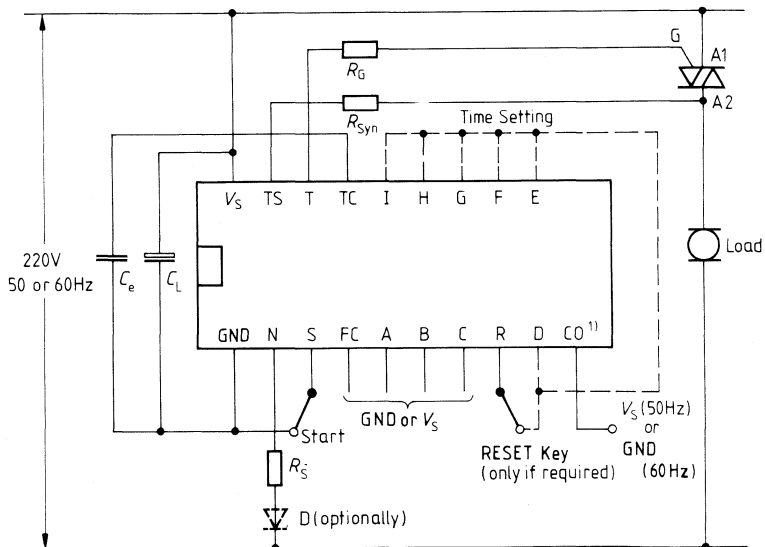 G
A1
R_G
A2
R_Syn
Time Setting
V_S TS T TC I H G F E
220V
50 or 60Hz
C_e
C_L
Load
GND N S FC A B C R D CO 1)
GND or V_S
Start
V_S (50Hz)
or
GND
(60Hz)
RESET Key
(only if required)
R_S
D(optionally)